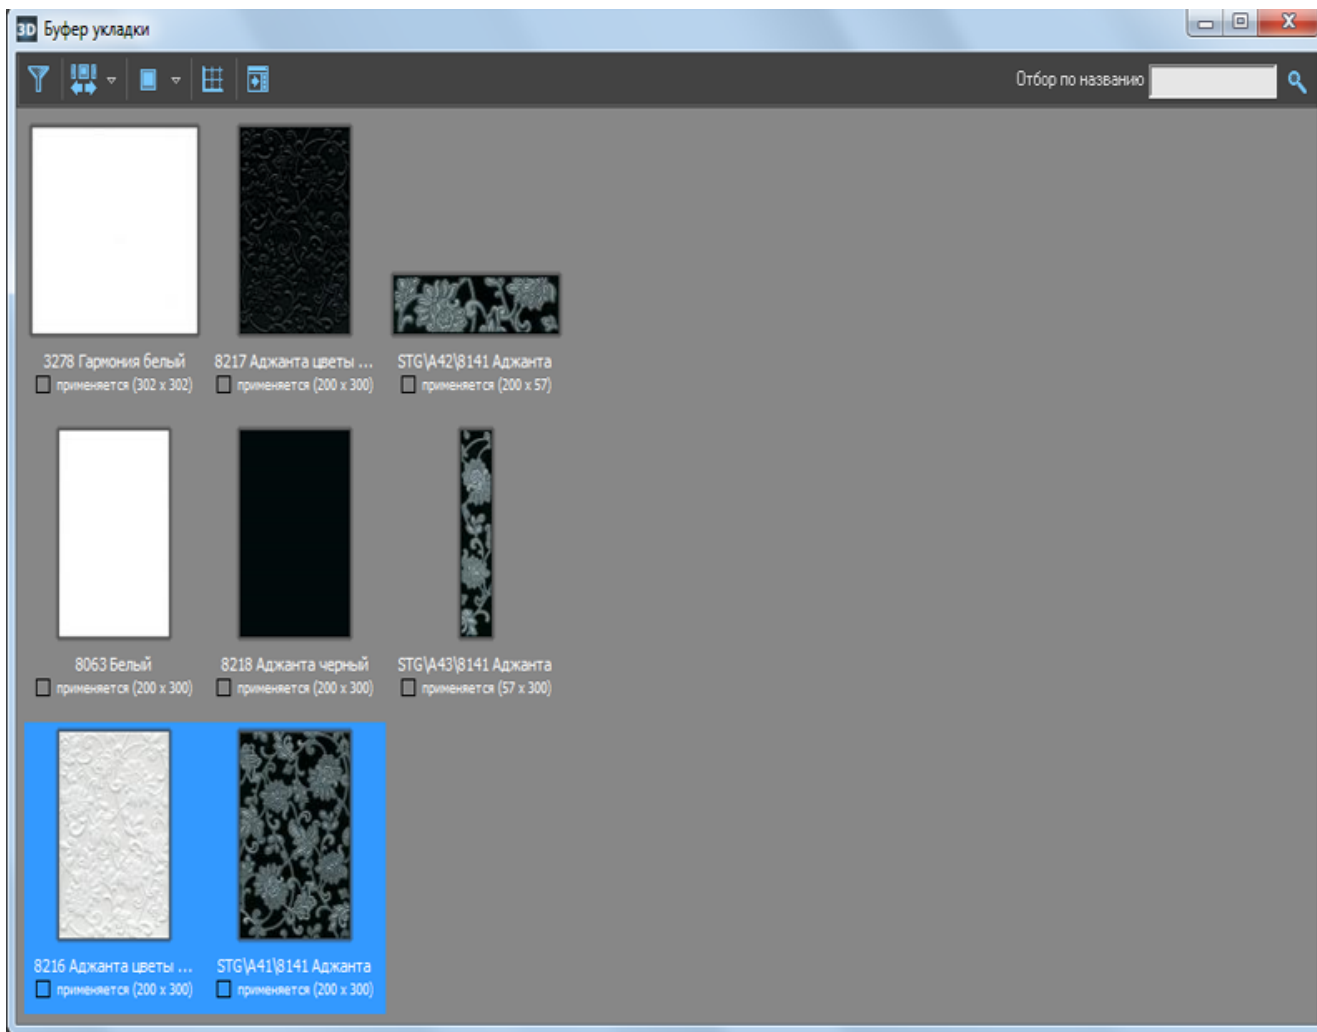 3D Буфер укладки
Отбор по названию
3278 Гармония белый
применяется (302 x 302)
8217 Аджанта цветы ...
применяется (200 x 300)
STG\A42\8141 Аджанта
применяется (200 x 57)
8063 Белый
применяется (200 x 300)
8218 Аджанта черный
применяется (200 x 300)
STG\A43\8141 Аджанта
применяется (57 x 300)
8216 Аджанта цветы ...
применяется (200 x 300)
STG\A41\8141 Аджанта
применяется (200 x 300)